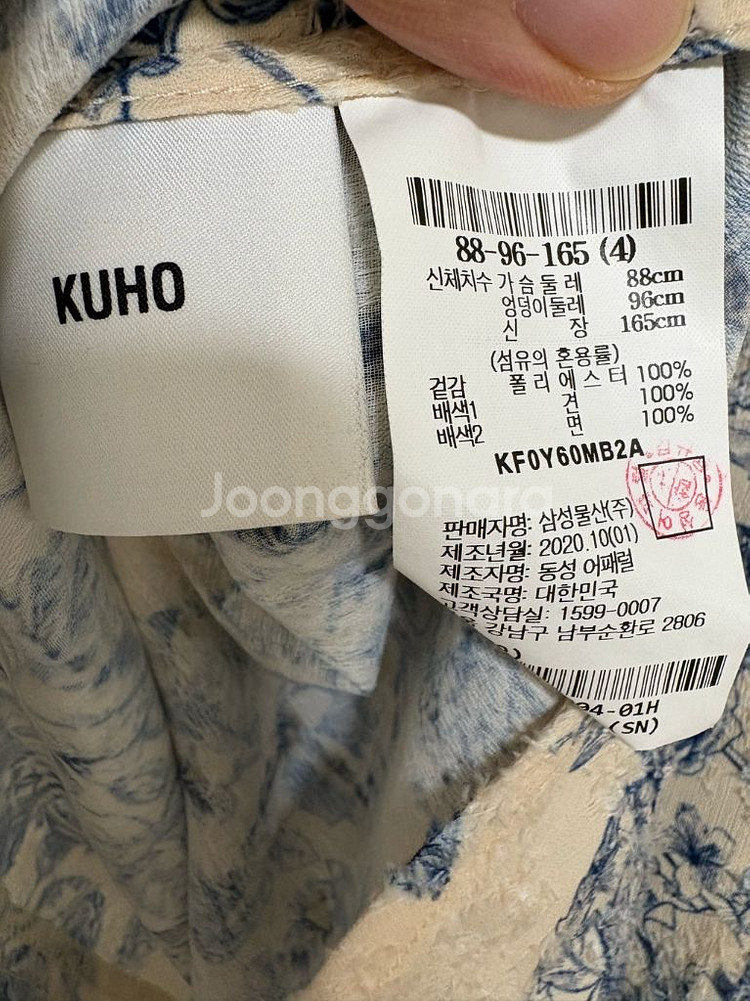 KUHO
88-96-165 (4)
신체치수 가슴둘레 88cm
엉덩이둘레 96cm
신장 165cm
(섬유의 혼용률)
겉감 폴리에스터 100%
배색1 견 100%
배색2 면 100%
KF0Y60MB2A
Joonggonara
판매자명: 삼성물산(주)
제조년월: 2020.10(01)
제조자명: 동성 어패럴
제조국명: 대한민국
고객상담실: 1599-0007
강남구 남부순환로 2806
04-01H
(SN)